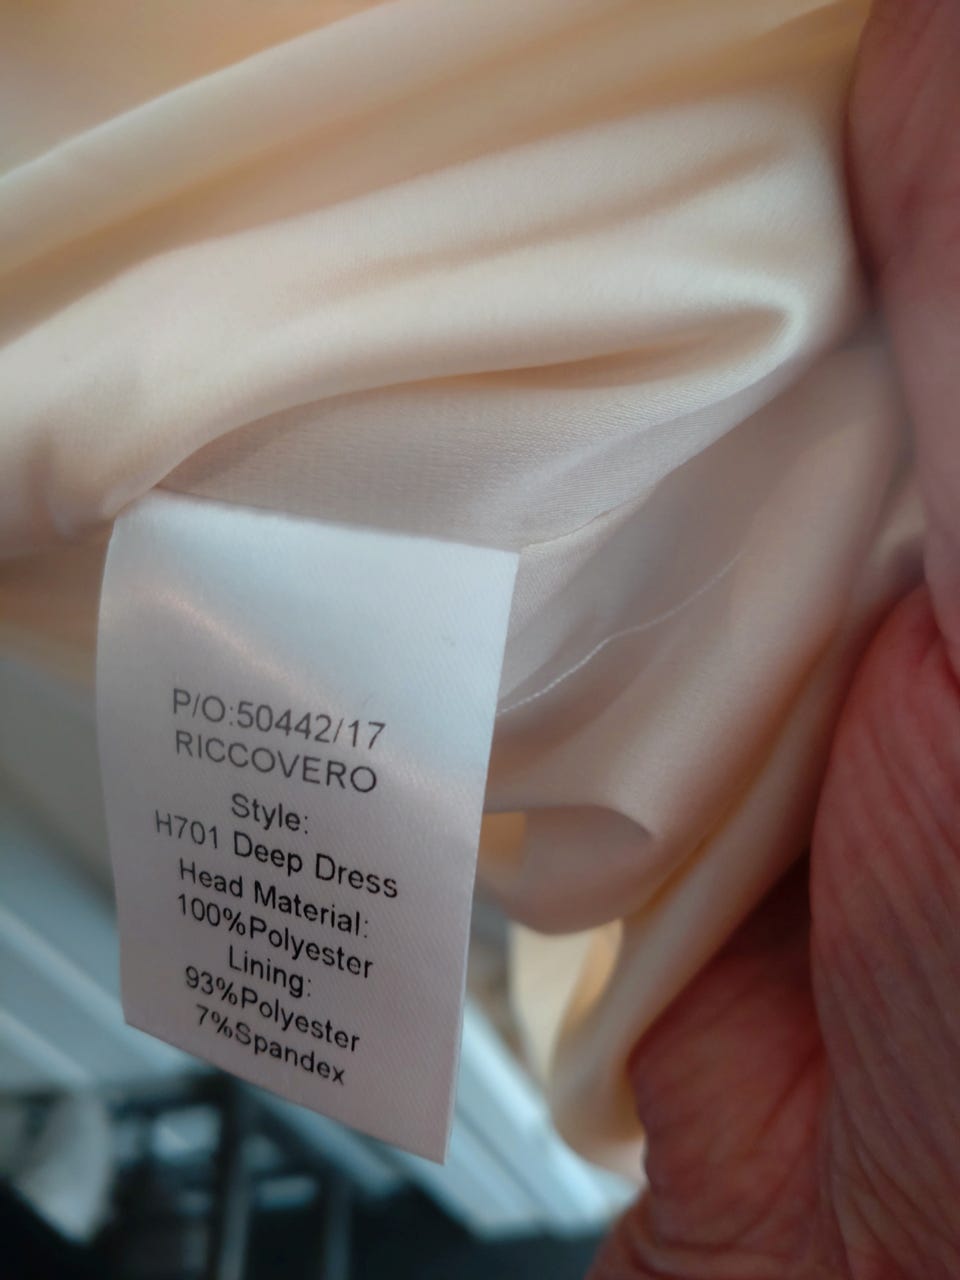 P/O:50442/17
RICCOVERO
Style:
H701 Deep Dress
Head Material:
100%Polyester
Lining:
93%Polyester
7%Spandex